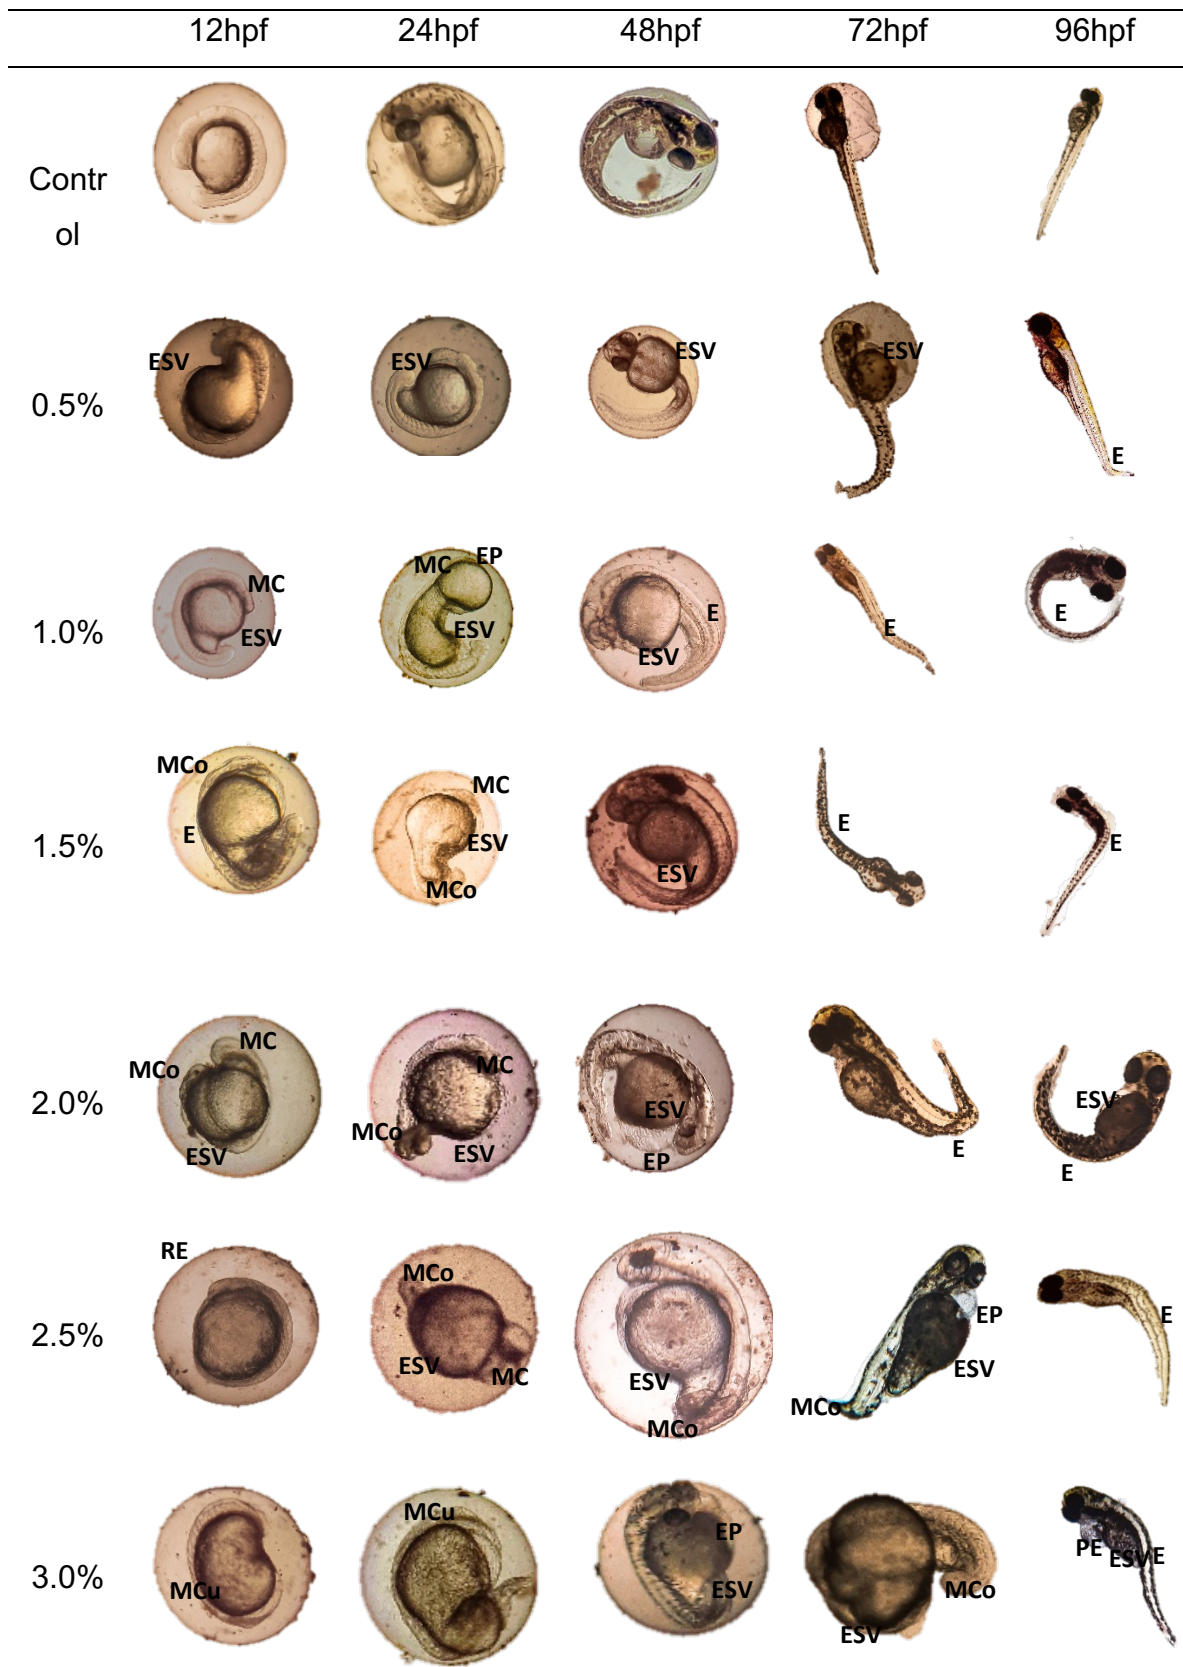 12hpf 24hpf 48hpf 72hpf 96hpf
Contr
ol
ESV ESV ESV ESV
0.5%
E
MC EP
MC E E
1.0%
ESV ESV ESV E
MCo MC
E E E
1.5%
ESV ESV
MCo
MC MC
MCo ESV ESV
2.0%
MCo ESV ESV EP E E
RE
MCo
EP E
2.5%
ESV MC ESV ESV
MCo MCo
MCu
EP PE ESV E
3.0%
MCu ESV MCo
ESV